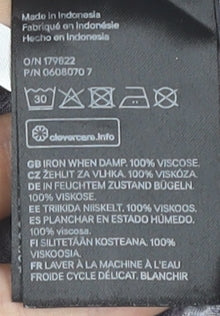 Made in Indonesia
Fabriqué en Indonésie
Hecho en Indonesia
O/N 179822
P/N 0608070 7
30
clevercare.info
GB IRON WHEN DAMP. 100% VISCOSE.
CZ ŽEHLIT ZA VLHKA. 100% VISKÓZA.
DE IN FEUCHTEM ZUSTAND BÜGELN.
100% VISKOSE.
EE TRIIKIDA NIISKELT. 100% VISKOOS.
ES PLANCHAR EN ESTADO HÚMEDO.
100% viscosa.
FI SILITETÄÄN KOSTEANA. 100%
VISKOOSIA.
FR LAVER À LA MACHINE À L'EAU
FROIDE CYCLE DÉLICAT. BLANCHIR